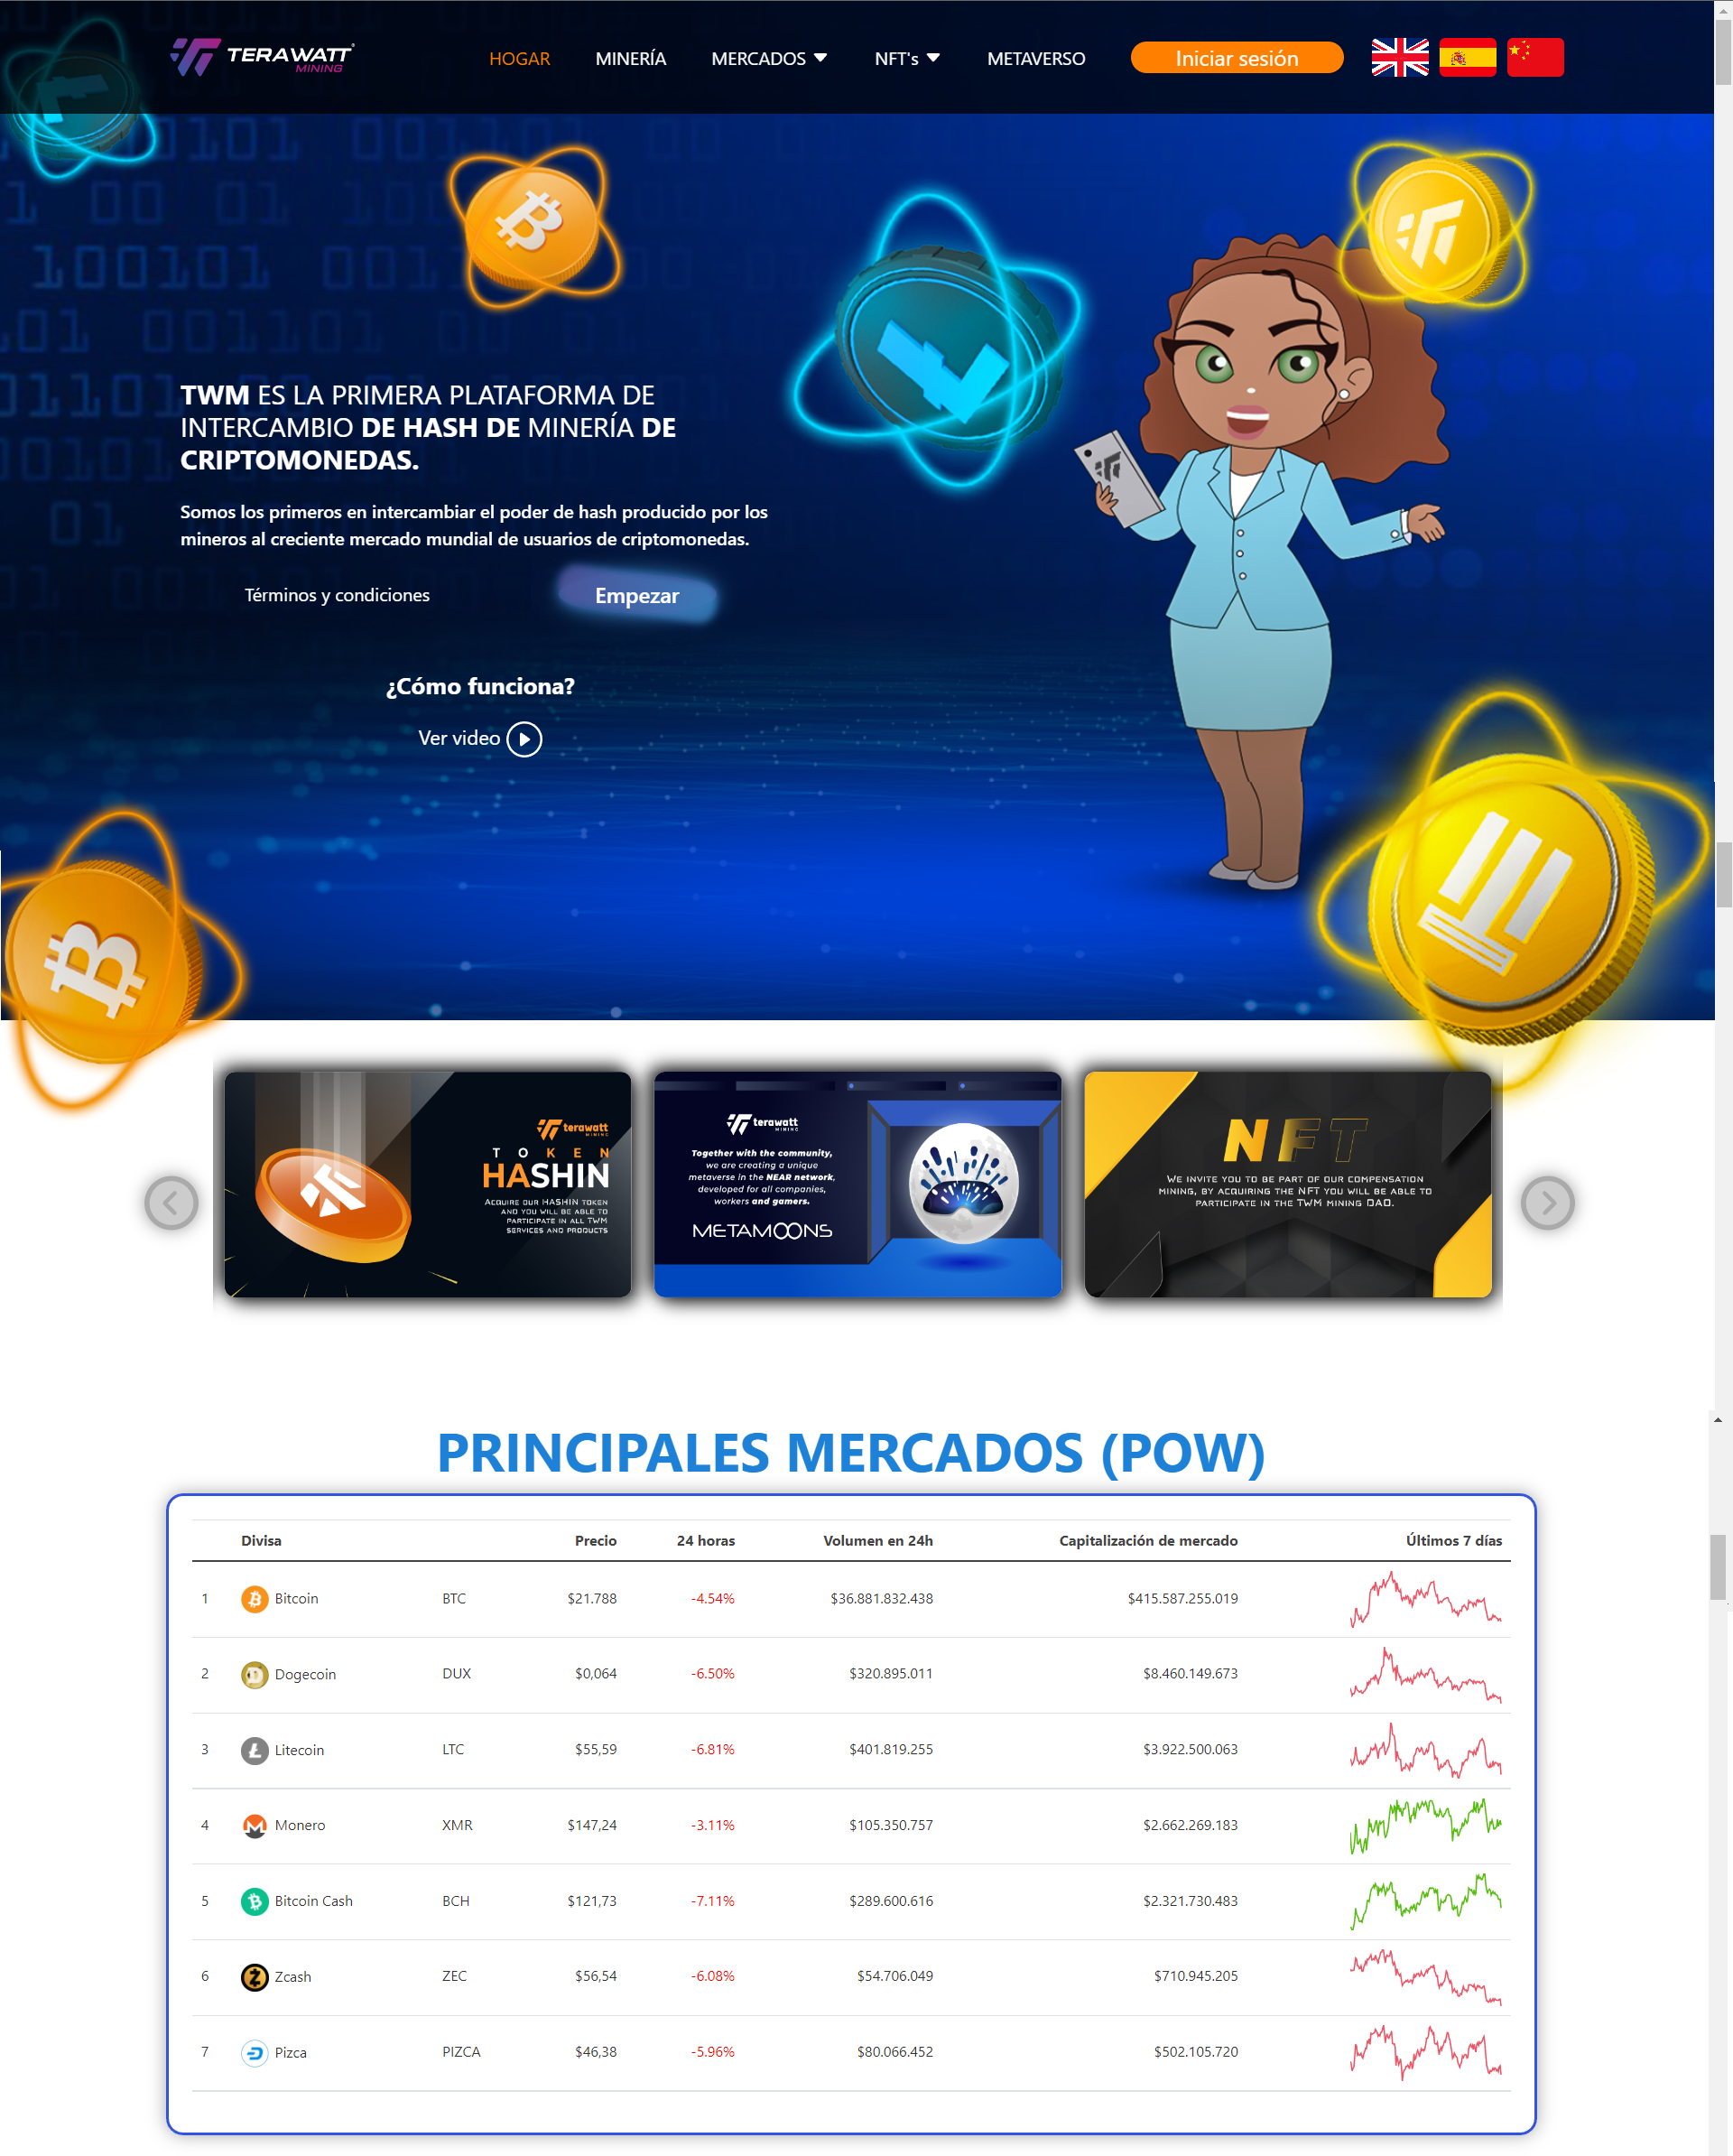 TERAWATT
MINING
HOGAR MINERÍA MERCADOS NFT's METAVERSO Iniciar sesión
TWM ES LA PRIMERA PLATAFORMA DE
INTERCAMBIO DE HASH DE MINERÍA DE
CRIPTOMONEDAS.
Somos los primeros en intercambiar el poder de hash producido por los
mineros al creciente mercado mundial de usuarios de criptomonedas.
Términos y condiciones Empezar
¿Cómo funciona?
Ver video
terawatt
MINING
TOKEN
HASHIN
ACQUIRE OUR HASHIN TOKEN
AND YOU WILL BE ABLE TO
PARTICIPATE IN ALL TWM
SERVICES AND PRODUCTS
terawatt
MINING
Together with the community,
we are creating a unique
metaverse in the NEAR network,
developed for all companies,
workers and gamers.
METAMOONS
NFT
WE INVITE YOU TO BE PART OF OUR COMPENSATION
MINING, BY ACQUIRING THE NFT YOU WILL BE ABLE TO
PARTICIPATE IN THE TWM MINING DAO.
PRINCIPALES MERCADOS (POW)
Divisa Precio 24 horas Volumen en 24h Capitalización de mercado Últimos 7 días
1 Bitcoin BTC $21.788 -4.54% $36.881.832.438 $415.587.255.019
2 Dogecoin DUX $0,064 -6.50% $320.895.011 $8.460.149.673
3 Litecoin LTC $55,59 -6.81% $401.819.255 $3.922.500.063
4 Monero XMR $147,24 -3.11% $105.350.757 $2.662.269.183
5 Bitcoin Cash BCH $121,73 -7.11% $289.600.616 $2.321.730.483
6 Zcash ZEC $56,54 -6.08% $54.706.049 $710.945.205
7 Pizca PIZCA $46,38 -5.96% $80.066.452 $502.105.720